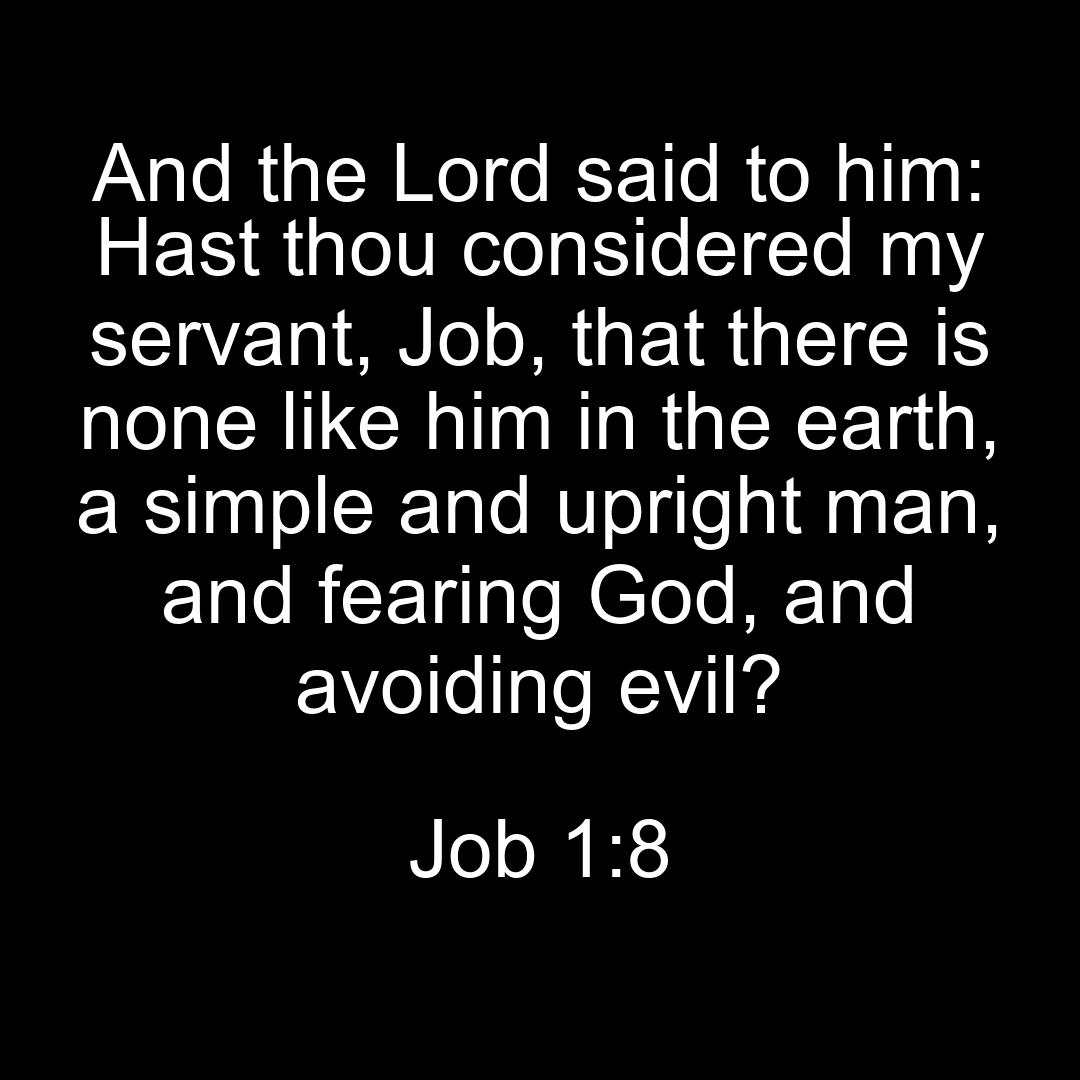 And the Lord said to him:
Hast thou considered my
servant, Job, that there is
none like him in the earth,
a simple and upright man,
and fearing God, and
avoiding evil?
Job 1:8